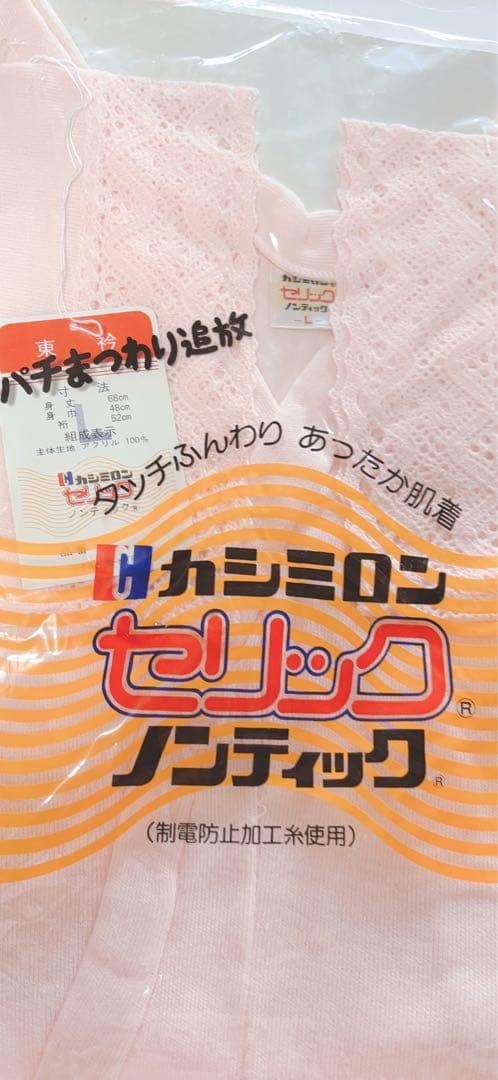 カシミロン
セリック
ノンティック
-L-
東 衿
パチまつわり追放
寸 法
身丈 68cm
身巾 48cm
裄 52cm
L
組成表示
主体生地 アクリル 100%
カシミロン
セリック
ノンティック®
タッチふんわり あったか肌着
カシミロン
セリック®
ノンティック®
(制電防止加工糸使用)